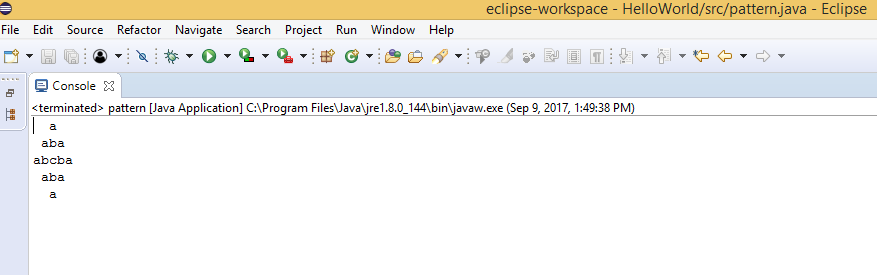 eclipse-workspace - HelloWorld/src/pattern.java - Eclipse
File Edit Source Refactor Navigate Search Project Run Window Help
Console
<terminated> pattern [Java Application] C:\Program Files\Java\jre1.8.0_144\bin\javaw.exe (Sep 9, 2017, 1:49:38 PM)
  a
 aba
abcba
 aba
  a